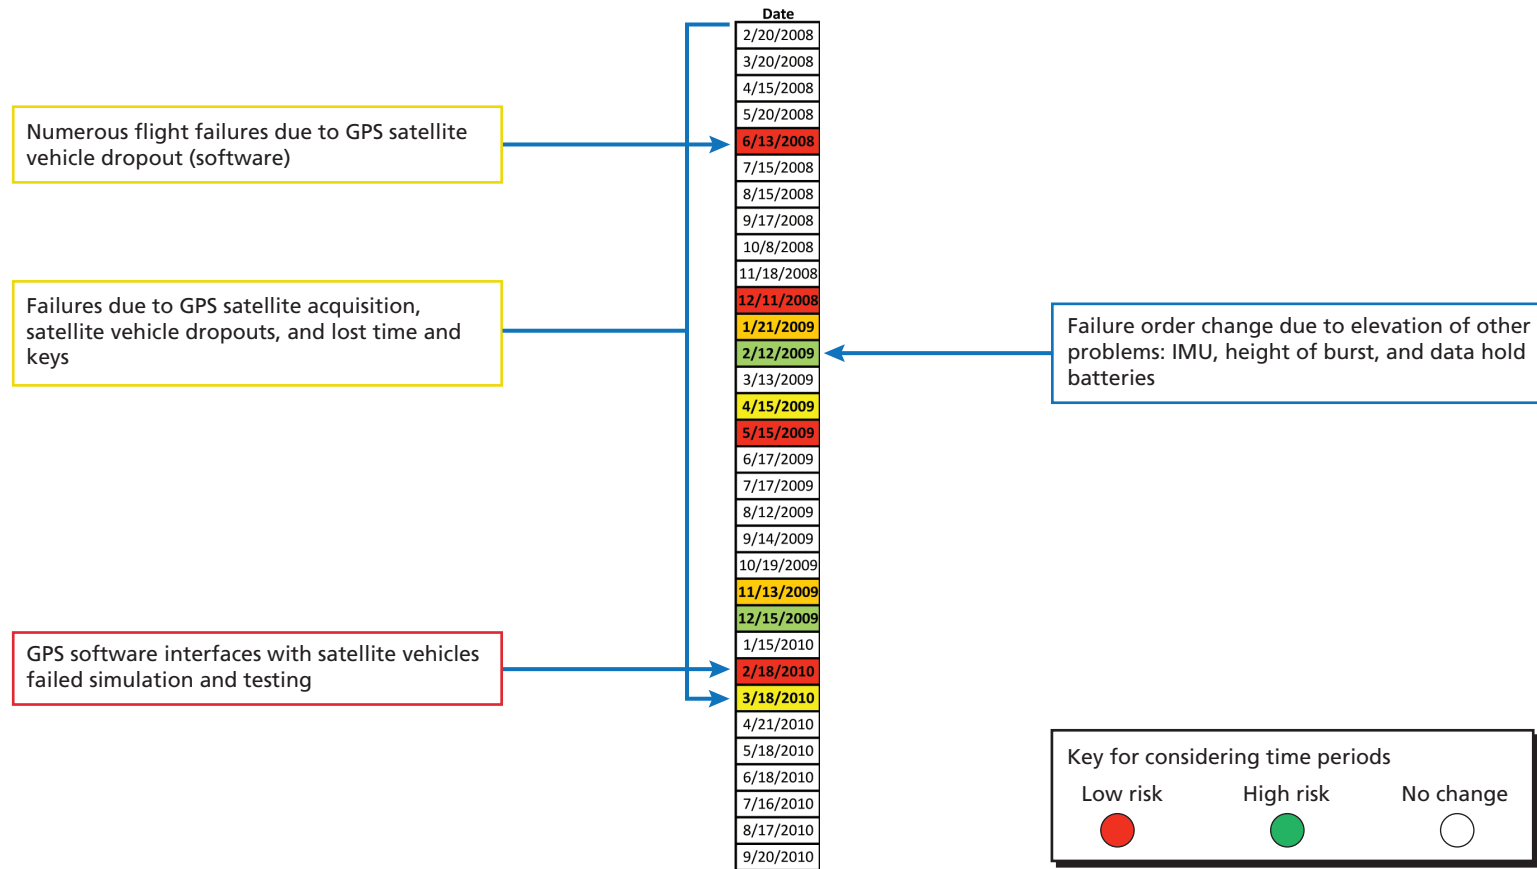 Date
2/20/2008
3/20/2008
4/15/2008
5/20/2008
6/13/2008
7/15/2008
8/15/2008
9/17/2008
10/8/2008
11/18/2008
12/11/2008
1/21/2009
2/12/2009
3/13/2009
4/15/2009
5/15/2009
6/17/2009
7/17/2009
8/12/2009
9/14/2009
10/19/2009
11/13/2009
12/15/2009
1/15/2010
2/18/2010
3/18/2010
4/21/2010
5/18/2010
6/18/2010
7/16/2010
8/17/2010
9/20/2010
Numerous flight failures due to GPS satellite
vehicle dropout (software)
Failures due to GPS satellite acquisition,
satellite vehicle dropouts, and lost time and
keys
GPS software interfaces with satellite vehicles
failed simulation and testing
Failure order change due to elevation of other
problems: IMU, height of burst, and data hold
batteries
Key for considering time periods
Low risk High risk No change